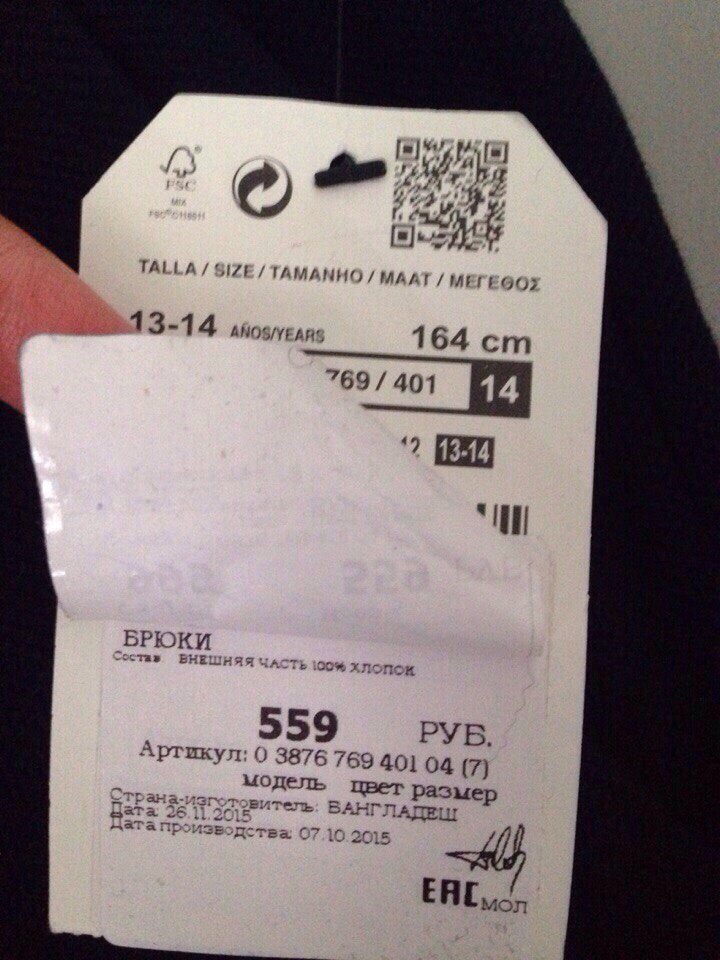 FSC®
MIX
TALLA / SIZE / TAMANHO / MAAT / ΜΕΓΕΘΟΣ
13-14 AÑOS/YEARS 164 cm
769 / 401 14
12 13-14
БРЮКИ
Состав ВНЕШНЯЯ ЧАСТЬ 100% ХЛОПОК
559 РУБ.
Артикул: 0 3876 769 401 04 (7)
модель цвет размер
Страна-изготовитель: БАНГЛАДЕШ
Дата: 26.11.2015
Дата производства: 07.10.2015
EAC МОЛ